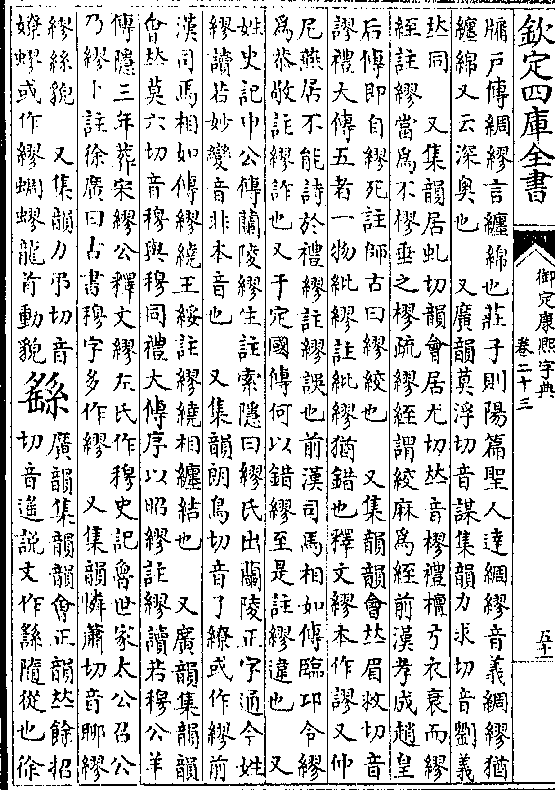 欽定四庫全書
御定康熙字典
卷二十三
五十一
牖戶傳綢繆言纏綿也莊子則陽篇聖人達綢繆音義綢繆猶
纏綿又云深奥也　又廣韻莫浮切音謀集韻力求切音劉義
𠀤同　又集韻居虬切韻會居尤切𠀤音樛禮檀弓衣衰而繆
絰註繆當爲不樛垂之樛疏繆絰謂絞麻爲絰前漢孝成趙皇
后傳即自繆死註師古曰繆絞也　又集韻韻會𠀤眉救切音
謬禮大傳五者一物紕繆註紕繆猶錯也釋文繆本作謬又仲
尼燕居不能詩於禮繆註繆誤也前漢司馬相如傳臨邛令繆
爲恭敬註繆詐也又于定國傳何以錯繆至是註繆違也　又
姓史記申公傳蘭陵繆生註索隱曰繆氏出蘭陵正字通今姓
繆讀若妙變音非本音也　又集韻朗鳥切音了繚或作繆前
漢司馬相如傳繆繞王綏註繆繞相纏結也　又廣韻集韻韻
會𠀤莫六切音穆與穆同禮大傳序以昭繆註繆讀若穆公羊
傳隱三年葬宋繆公釋文繆左氏作穆史記魯世家太公召公
乃繆卜註徐廣曰古書穆字多作繆　又集韻憐蕭切音聊繆
繆絲貌　又集韻力弔切音
嫽蟉或作繆蜩蟉龍首動貌
繇
廣韻集韻韻會正韻𠀤餘招
切音遙說文作䌛隨從也徐